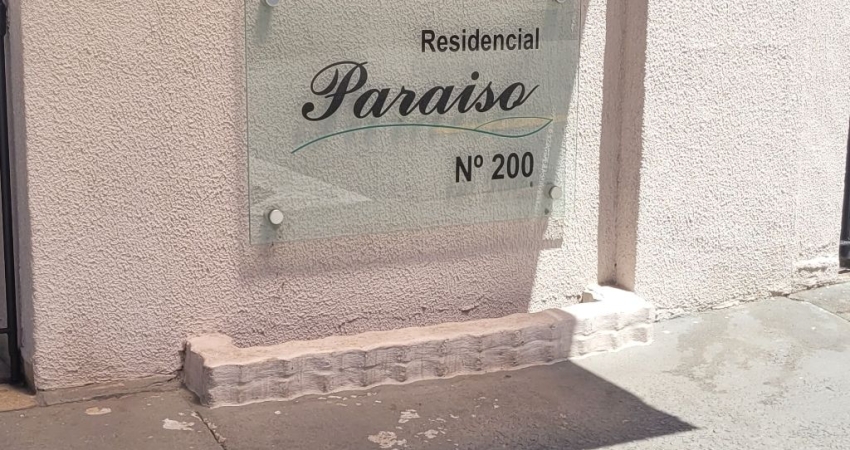 Residencial
Paraiso
Nº 200